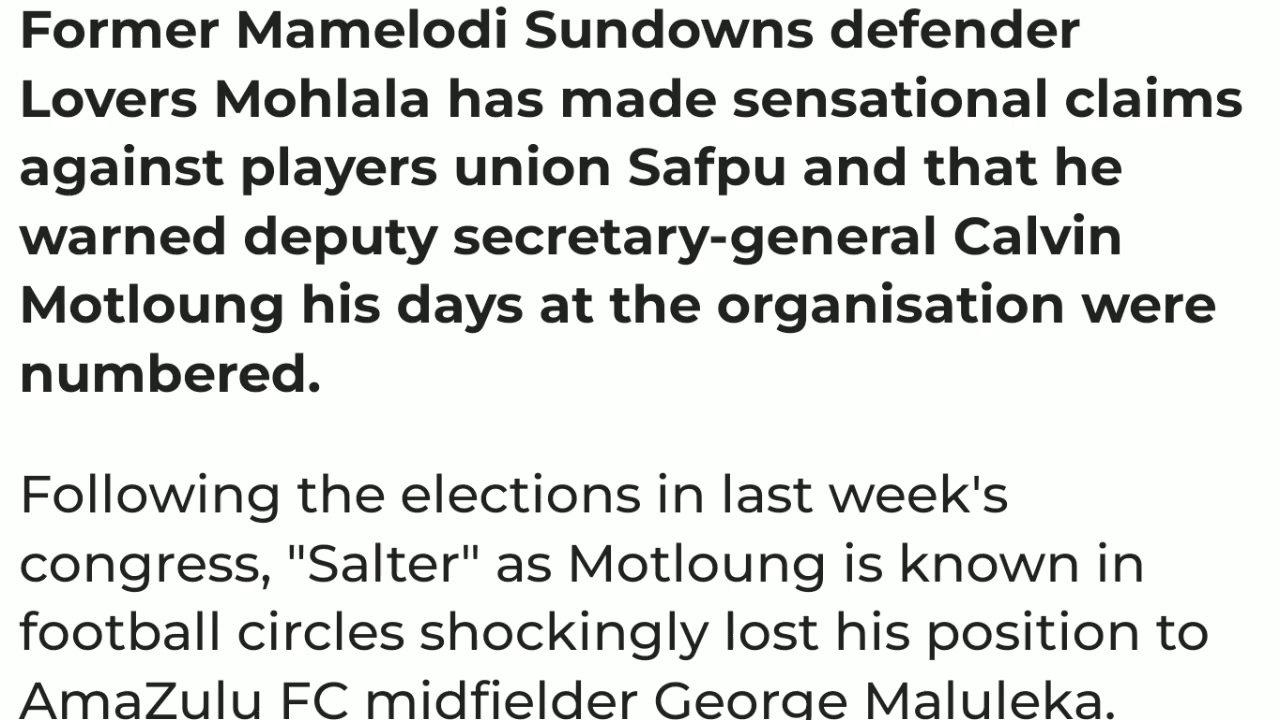 Former Mamelodi Sundowns defender
Lovers Mohlala has made sensational claims
against players union Safpu and that he
warned deputy secretary-general Calvin
Motloung his days at the organisation were
numbered.
Following the elections in last week's
congress, "Salter" as Motloung is known in
football circles shockingly lost his position to
AmaZulu FC midfielder George Maluleka.